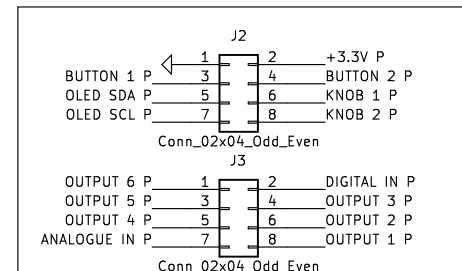 J2
1 2 +3.3V P
BUTTON 1 P 3 4 BUTTON 2 P
OLED SDA P 5 6 KNOB 1 P
OLED SCL P 7 8 KNOB 2 P
Conn_02x04_Odd_Even
J3
OUTPUT 6 P 1 2 DIGITAL IN P
OUTPUT 5 P 3 4 OUTPUT 3 P
OUTPUT 4 P 5 6 OUTPUT 2 P
ANALOGUE IN P 7 8 OUTPUT 1 P
Conn_02x04_Odd_Even